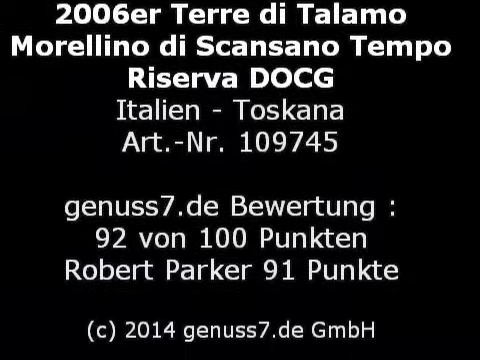 2006er Terre di Talamo
Morellino di Scansano Tempo
Riserva DOCG
Italien - Toskana
Art.-Nr. 109745
genuss7.de Bewertung :
92 von 100 Punkten
Robert Parker 91 Punkte
(c) 2014 genuss7.de GmbH